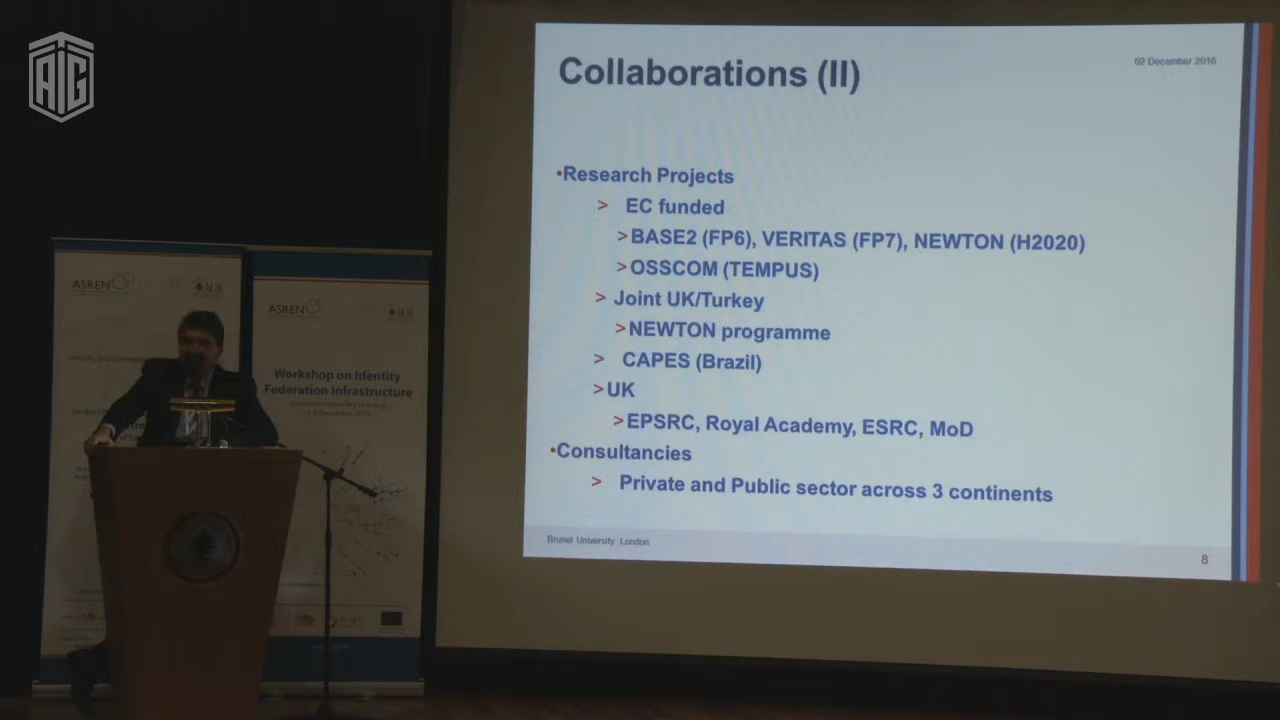 AG
Collaborations (II)
02 December 2016
•Research Projects
> EC funded
>BASE2 (FP6), VERITAS (FP7), NEWTON (H2020)
>OSSCOM (TEMPUS)
> Joint UK/Turkey
>NEWTON programme
> CAPES (Brazil)
>UK
>EPSRC, Royal Academy, ESRC, MoD
•Consultancies
> Private and Public sector across 3 continents
Brunel University London
8
ASREN
ASREN
Workshop on Identity
Federation Infrastructure